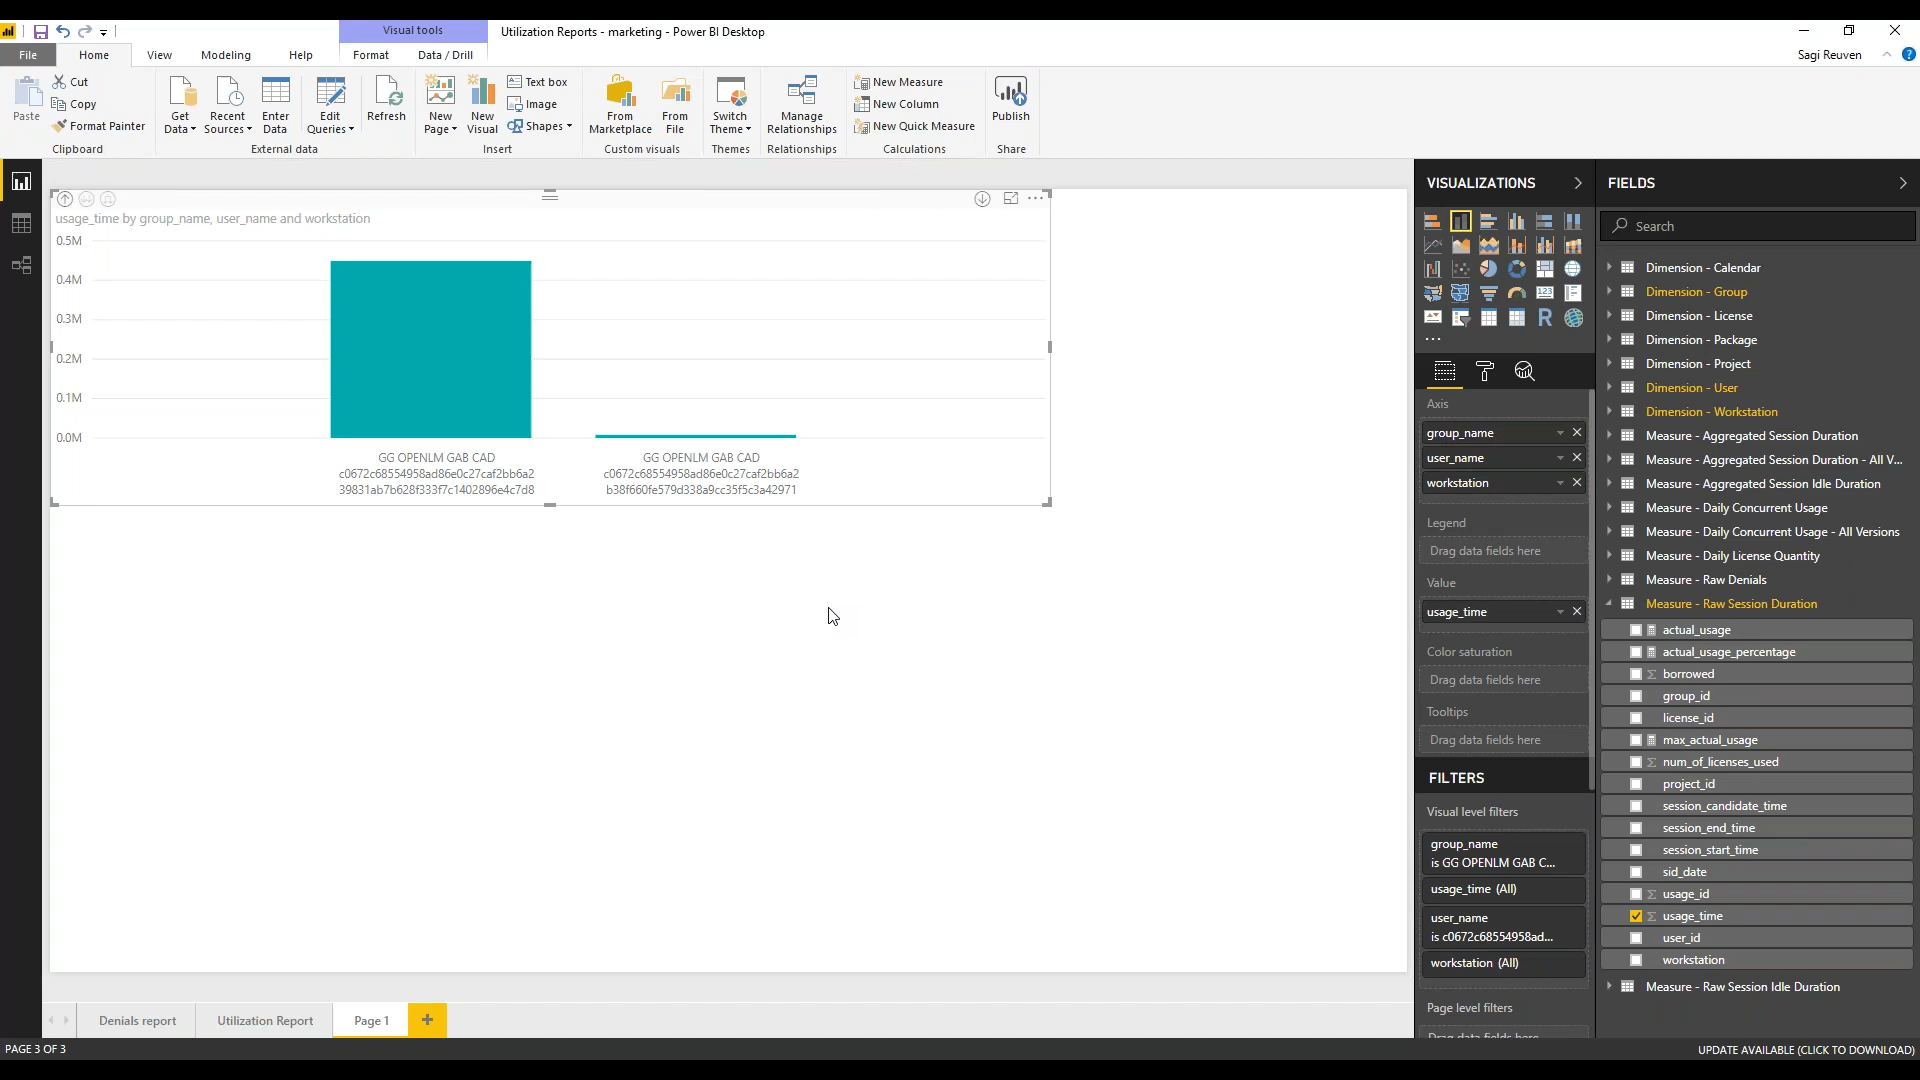 Visual tools
Utilization Reports - marketing - Power BI Desktop
File
Home
View
Modeling
Help
Format
Data / Drill
Sagi Reuven
Paste
Cut
Copy
Format Painter
Clipboard
Get Data
Recent Sources
Enter Data
Edit Queries
Refresh
External data
New Page
New Visual
Text box
Image
Shapes
Insert
From Marketplace
From File
Custom visuals
Switch Theme
Themes
Manage Relationships
Relationships
New Measure
New Column
New Quick Measure
Calculations
Publish
Share
usage_time by group_name, user_name and workstation
0.5M
0.4M
0.3M
0.2M
0.1M
0.0M
GG OPENLM GAB CAD
c0672c68554958ad86e0c27caf2bb6a2
39831ab7b628f333f7c1402896e4c7d8
GG OPENLM GAB CAD
c0672c68554958ad86e0c27caf2bb6a2
b38f660fe579d338a9cc35f5c3a42971
VISUALIZATIONS
Axis
group_name
user_name
workstation
Legend
Drag data fields here
Value
usage_time
Color saturation
Drag data fields here
Tooltips
Drag data fields here
FILTERS
Visual level filters
group_name
is GG OPENLM GAB C...
usage_time (All)
user_name
is c0672c68554958ad...
workstation (All)
Page level filters
Drag data fields here
FIELDS
Search
Dimension - Calendar
Dimension - Group
Dimension - License
Dimension - Package
Dimension - Project
Dimension - User
Dimension - Workstation
Measure - Aggregated Session Duration
Measure - Aggregated Session Duration - All V...
Measure - Aggregated Session Idle Duration
Measure - Daily Concurrent Usage
Measure - Daily Concurrent Usage - All Versions
Measure - Daily License Quantity
Measure - Raw Denials
Measure - Raw Session Duration
actual_usage
actual_usage_percentage
borrowed
group_id
license_id
max_actual_usage
num_of_licenses_used
project_id
session_candidate_time
session_end_time
session_start_time
sid_date
usage_id
usage_time
user_id
workstation
Measure - Raw Session Idle Duration
Denials report
Utilization Report
Page 1
PAGE 3 OF 3
UPDATE AVAILABLE (CLICK TO DOWNLOAD)